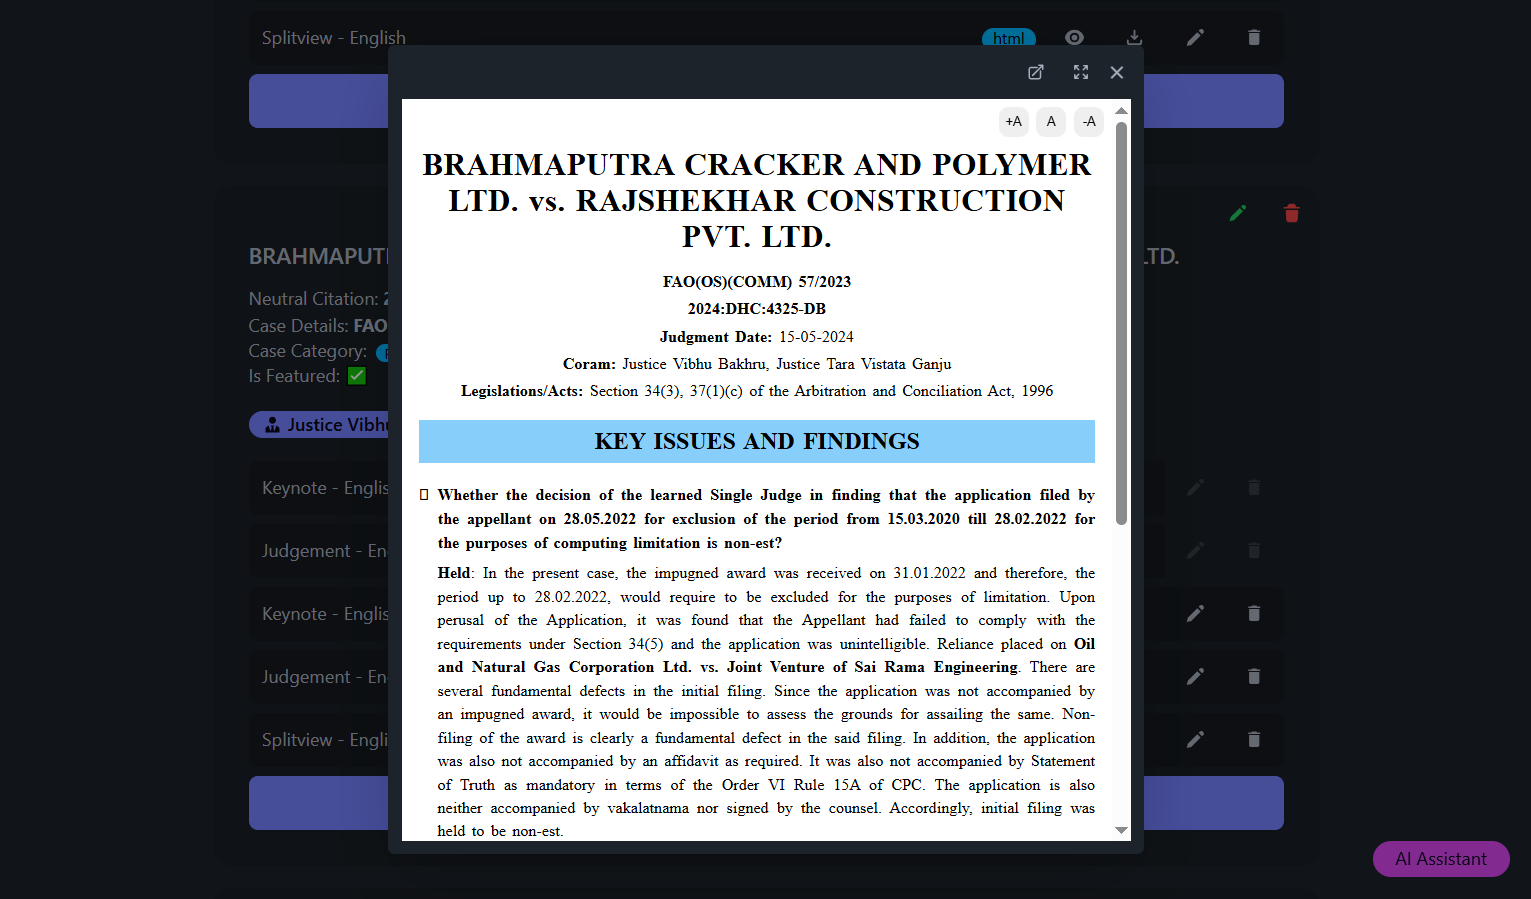 Splitview - English html
+A A -A
BRAHMAPUTRA CRACKER AND POLYMER
LTD. vs. RAJSHEKHAR CONSTRUCTION
PVT. LTD.
FAO(OS)(COMM) 57/2023
2024:DHC:4325-DB
Judgment Date: 15-05-2024
Coram: Justice Vibhu Bakhru, Justice Tara Vistata Ganju
Legislations/Acts: Section 34(3), 37(1)(c) of the Arbitration and Conciliation Act, 1996
KEY ISSUES AND FINDINGS
Whether the decision of the learned Single Judge in finding that the application filed by
the appellant on 28.05.2022 for exclusion of the period from 15.03.2020 till 28.02.2022 for
the purposes of computing limitation is non-est?
Held: In the present case, the impugned award was received on 31.01.2022 and therefore, the
period up to 28.02.2022, would require to be excluded for the purposes of limitation. Upon
perusal of the Application, it was found that the Appellant had failed to comply with the
requirements under Section 34(5) and the application was unintelligible. Reliance placed on Oil
and Natural Gas Corporation Ltd. vs. Joint Venture of Sai Rama Engineering. There are
several fundamental defects in the initial filing. Since the application was not accompanied by
an impugned award, it would be impossible to assess the grounds for assailing the same. Non-
filing of the award is clearly a fundamental defect in the said filing. In addition, the application
was also not accompanied by an affidavit as required. It was also not accompanied by Statement
of Truth as mandatory in terms of the Order VI Rule 15A of CPC. The application is also
neither accompanied by vakalatnama nor signed by the counsel. Accordingly, initial filing was
held to be non-est.
BRAHMAPUT LTD.
Neutral Citation: 2
Case Details: FAO
Case Category:
Is Featured:
Justice Vibhu
Keynote - Englis
Judgement - En
Keynote - Englis
Judgement - En
Splitview - Engli
AI Assistant